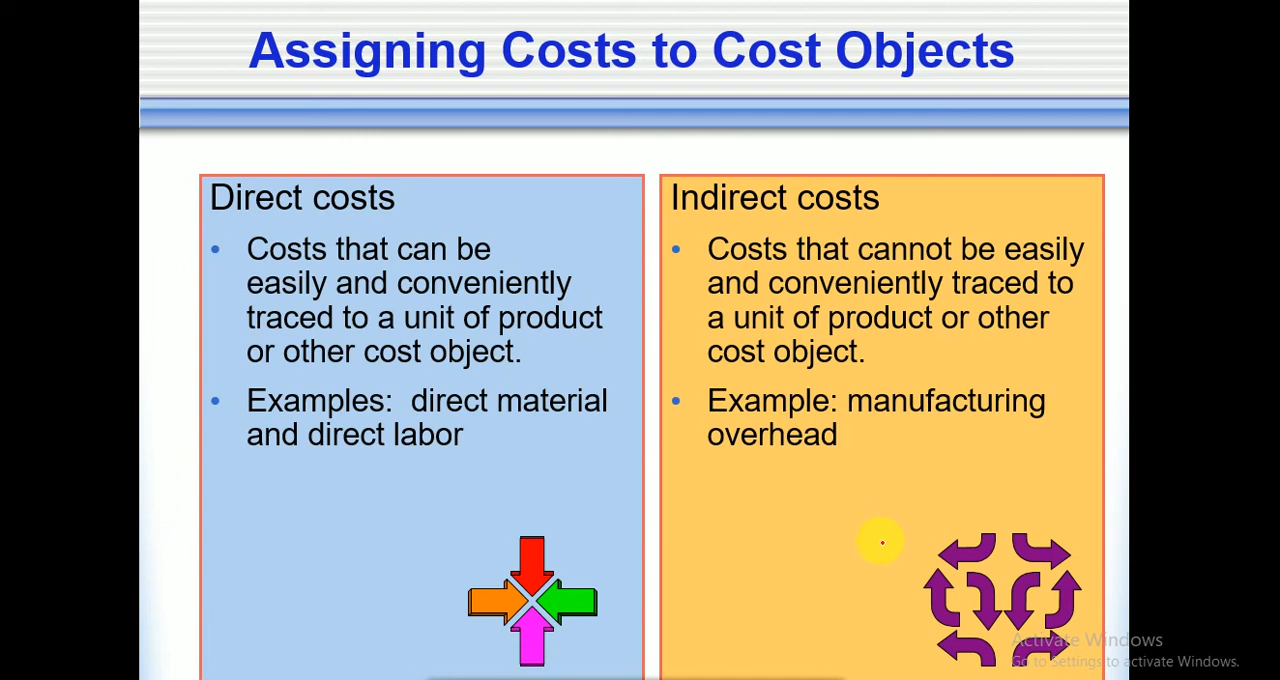 Assigning Costs to Cost Objects
Direct costs
• Costs that can be
easily and conveniently
traced to a unit of product
or other cost object.
• Examples:  direct material
and direct labor
Indirect costs
• Costs that cannot be easily
and conveniently traced to
a unit of product or other
cost object.
• Example: manufacturing
overhead
Activate Windows
Go to Settings to activate Windows.